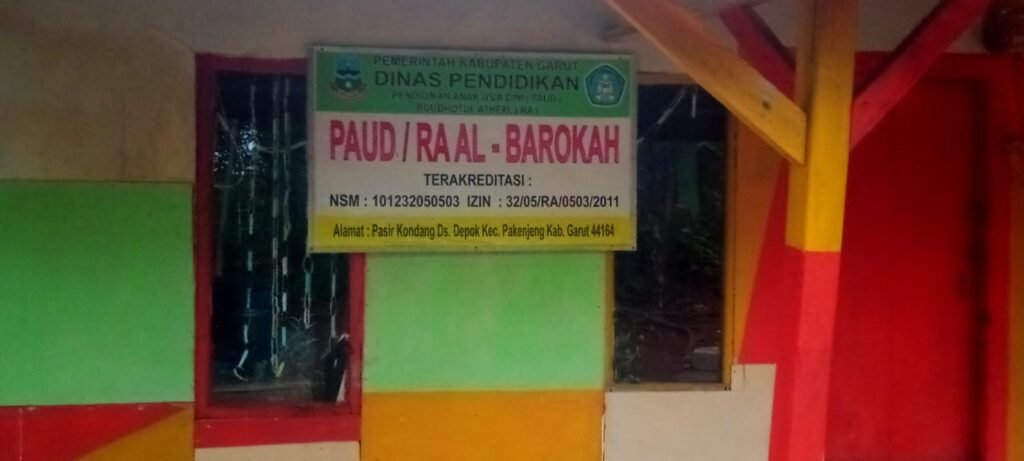 PEMERINTAH KABUPATEN GARUT
DINAS PENDIDIKAN
PENDIDIKAN ANAK USIA DINI ( PAUD )
ROUDHOTUL ATHFAL ( RA )
PAUD / RA AL - BAROKAH
TERAKREDITASI :
NSM : 101232050503 IZIN : 32/05/RA/0503/2011
Alamat : Pasir Kondang Ds. Depok Kec. Pakenjeng Kab. Garut 44164